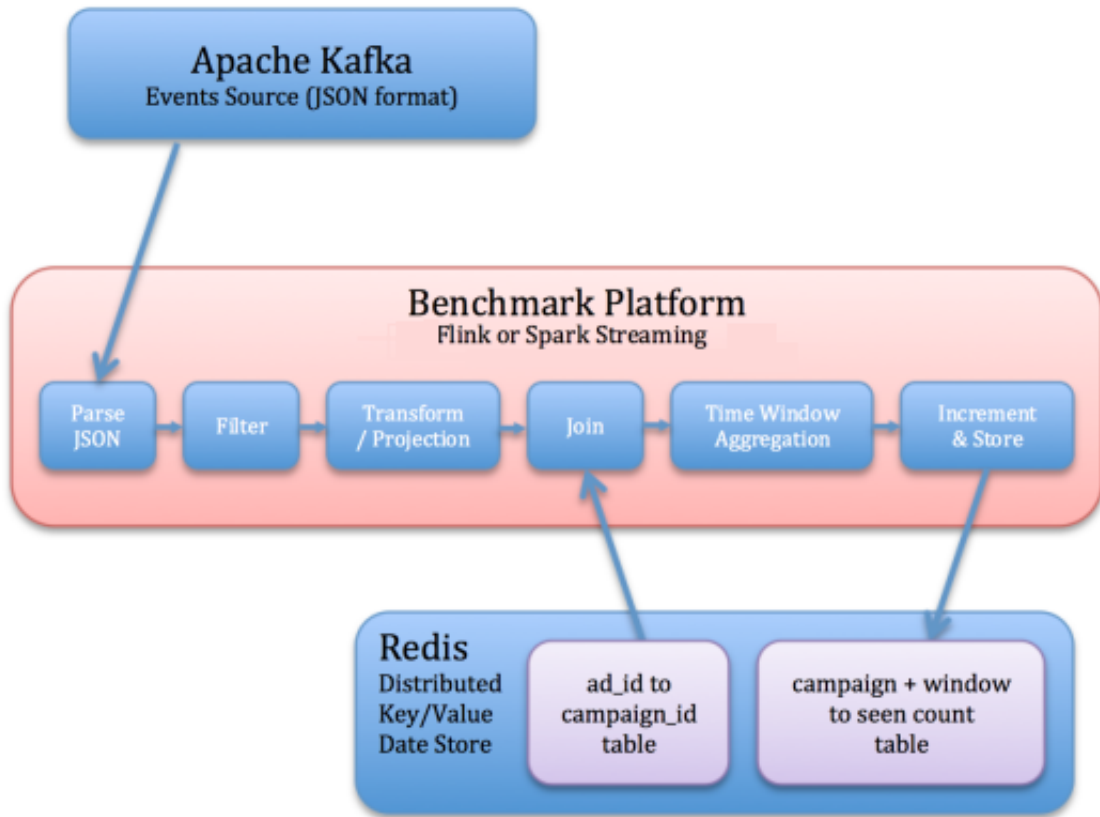 Apache Kafka
Events Source (JSON format)
Benchmark Platform
Flink or Spark Streaming
Parse
JSON
Filter
Transform
/ Projection
Join
Time Window
Aggregation
Increment
& Store
Redis
Distributed
Key/Value
Date Store
ad_id to
campaign_id
table
campaign + window
to seen count
table